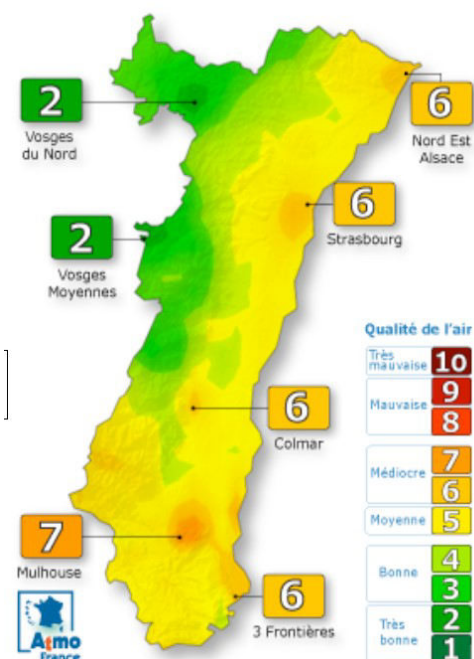 2
Vosges
du Nord
6
Nord Est
Alsace
6
Strasbourg
2
Vosges
Moyennes
6
Colmar
7
Mulhouse
6
3 Frontières
Qualité de l'air
Très
mauvaise
10
Mauvaise
9
8
Médiocre
7
6
Moyenne
5
Bonne
4
3
Très
bonne
2
1
Atmo
France